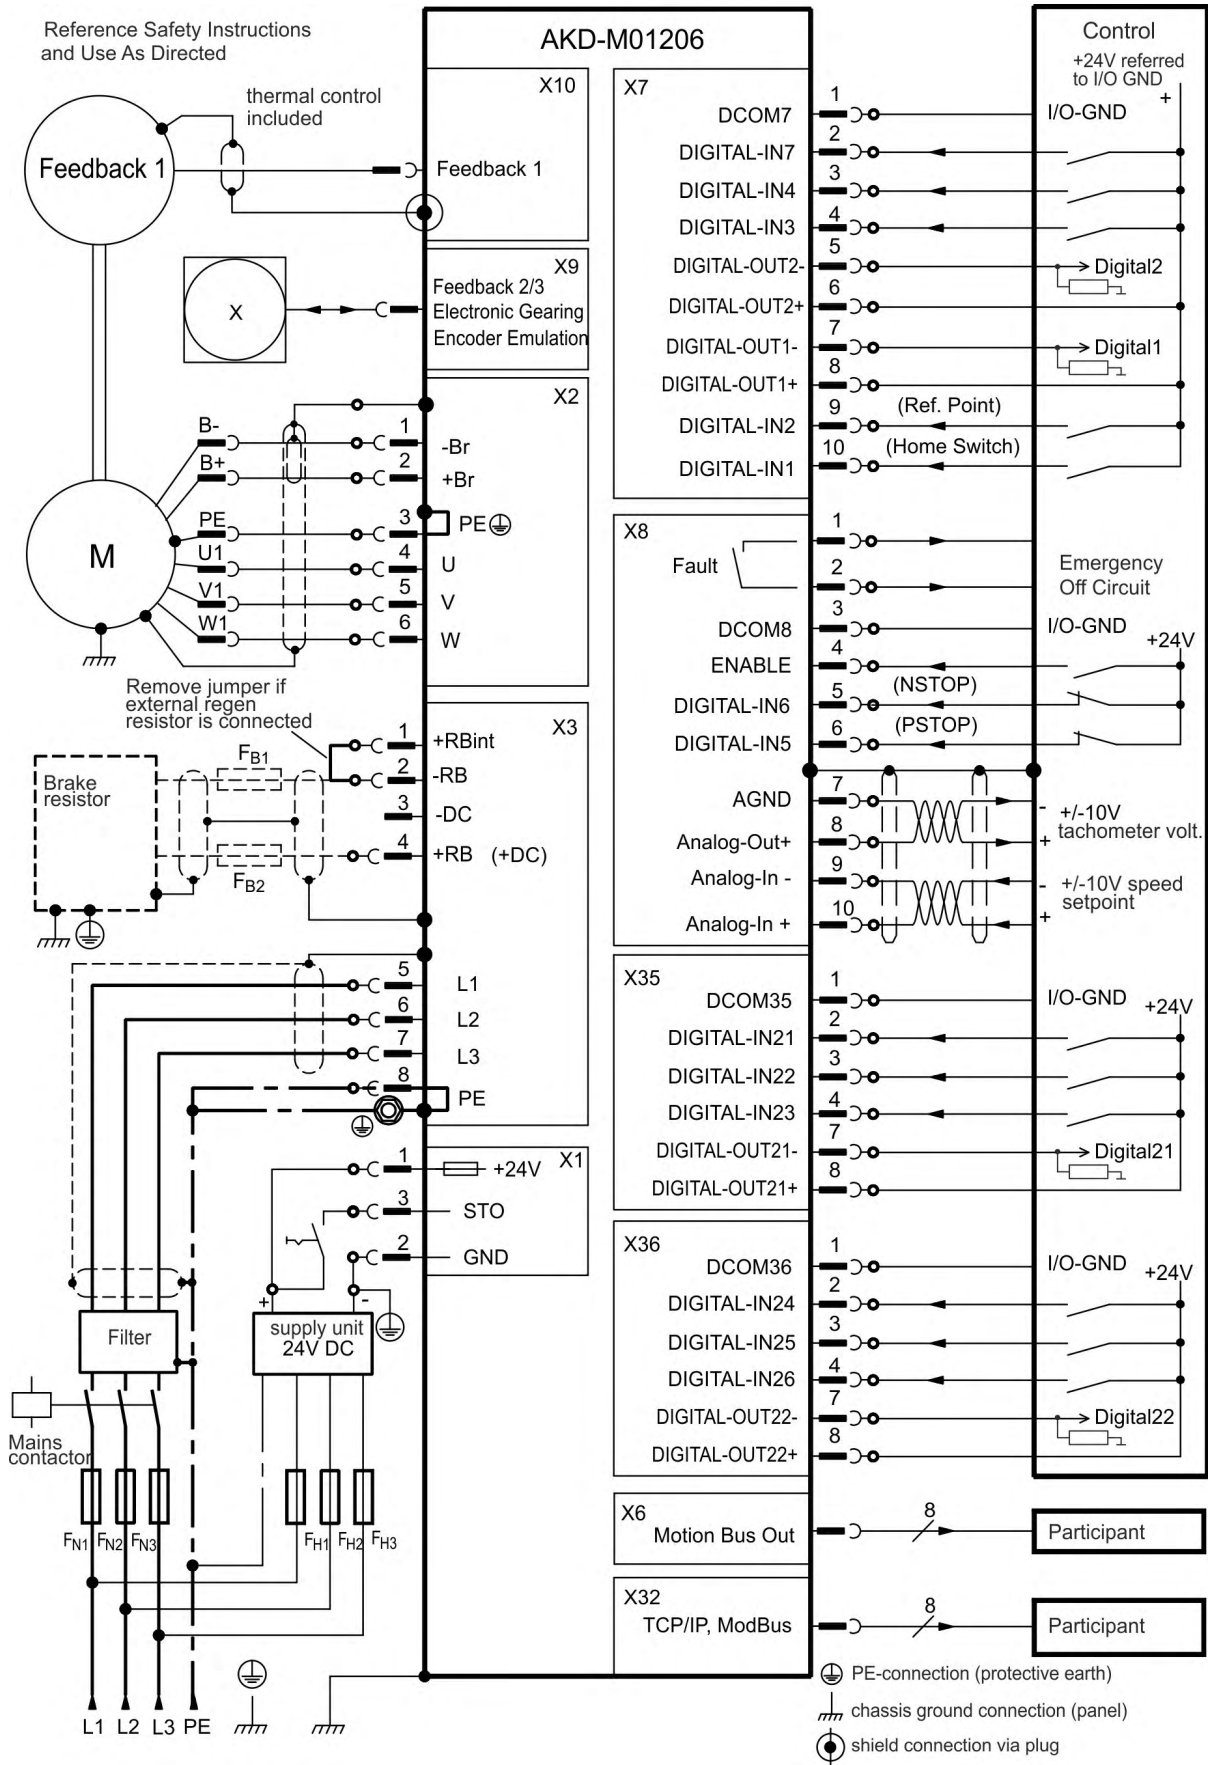 Reference Safety Instructions
and Use As Directed
AKD-M01206
Control
+24V referred
to I/O GND
+
thermal control
included
Feedback 1
X10
Feedback 1
X9
Feedback 2/3
Electronic Gearing
Encoder Emulation
X
X2
B-
1
-Br
B+
2
+Br
PE
3
PE
U1
4
U
V1
5
V
W1
6
W
M
Remove jumper if
external regen
resistor is connected
X3
1
+RBint
2
-RB
3
-DC
4
+RB (+DC)
Brake
resistor
FB1
FB2
5
L1
6
L2
7
L3
8
PE
X1
1
+24V
3
STO
2
GND
+
-
supply unit
24V DC
Filter
Mains
contactor
FN1
FN2
FN3
FH1
FH2
FH3
L1
L2
L3
PE
X7
DCOM7
1
I/O-GND
DIGITAL-IN7
2
DIGITAL-IN4
3
DIGITAL-IN3
4
DIGITAL-OUT2-
5
Digital2
DIGITAL-OUT2+
6
DIGITAL-OUT1-
7
Digital1
DIGITAL-OUT1+
8
DIGITAL-IN2
9
(Ref. Point)
DIGITAL-IN1
10
(Home Switch)
X8
Fault
1
2
Emergency
Off Circuit
DCOM8
3
I/O-GND
+24V
ENABLE
4
DIGITAL-IN6
5
(NSTOP)
DIGITAL-IN5
6
(PSTOP)
AGND
7
-
Analog-Out+
8
+
+/-10V
tachometer volt.
Analog-In -
9
-
Analog-In +
10
+
+/-10V speed
setpoint
X35
DCOM35
1
I/O-GND
+24V
DIGITAL-IN21
2
DIGITAL-IN22
3
DIGITAL-IN23
4
DIGITAL-OUT21-
7
Digital21
DIGITAL-OUT21+
8
X36
DCOM36
1
I/O-GND
+24V
DIGITAL-IN24
2
DIGITAL-IN25
3
DIGITAL-IN26
4
DIGITAL-OUT22-
7
Digital22
DIGITAL-OUT22+
8
X6
Motion Bus Out
8
Participant
X32
TCP/IP, ModBus
8
Participant
PE-connection (protective earth)
chassis ground connection (panel)
shield connection via plug